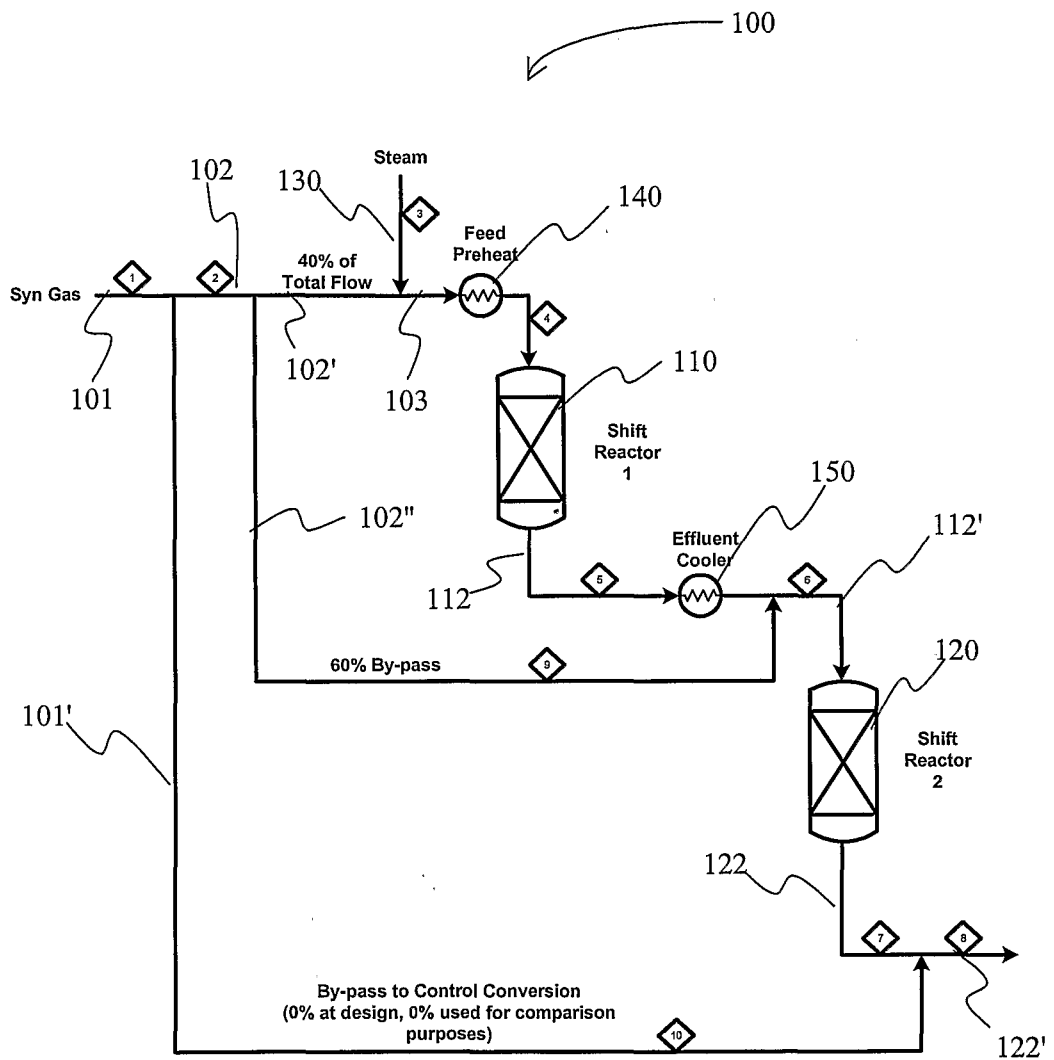 100
Steam
102
130
3
140
Feed
Preheat
40% of
Total Flow
1
2
Syn Gas
4
101
102'
103
110
Shift
Reactor
1
150
102"
Effluent
Cooler
112'
112
5
6
120
60% By-pass
9
101'
Shift
Reactor
2
122
7
8
By-pass to Control Conversion
(0% at design, 0% used for comparison
purposes)
10
122'